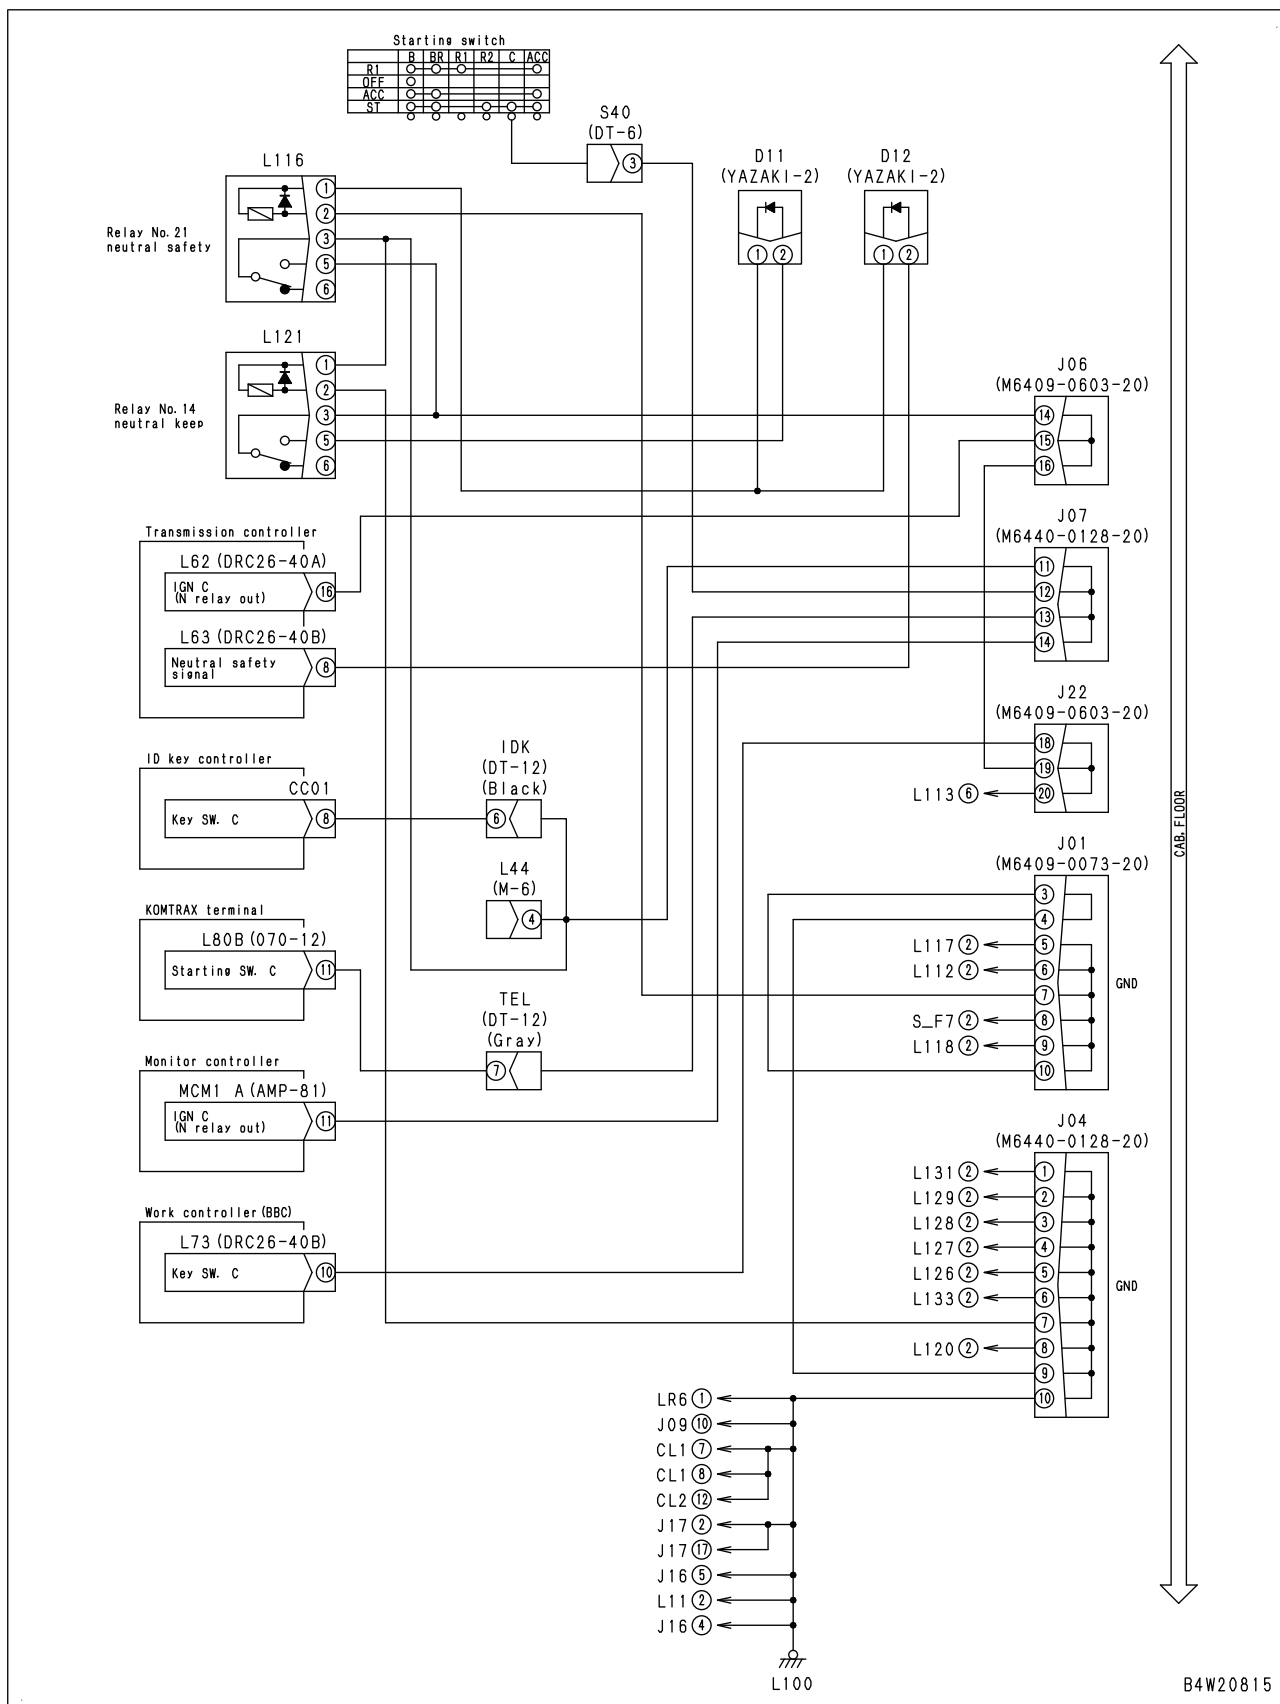 Starting switch
B BR R1 R2 C ACC
R1
OFF
ACC
ST
S40
(DT-6)
3
L116
1
2
3
5
6
Relay No.21
neutral safety
D11
(YAZAKI-2)
1 2
D12
(YAZAKI-2)
1 2
L121
1
2
3
5
6
Relay No.14
neutral keep
J06
(M6409-0603-20)
14
15
16
J07
(M6440-0128-20)
11
12
13
14
Transmission controller
L62(DRC26-40A)
IGN C
(N relay out)
16
L63(DRC26-40B)
Neutral safety
signal
8
J22
(M6409-0603-20)
18
19
L113 6 20
ID key controller
CC01
Key SW. C
8
IDK
(DT-12)
(Black)
6
L44
(M-6)
4
J01
(M6409-0073-20)
3
4
L117 2 5
L112 2 6
7
S_F7 2 8
L118 2 9
10
GND
CAB, FLOOR
KOMTRAX terminal
L80B(070-12)
Starting SW. C
11
TEL
(DT-12)
(Gray)
7
Monitor controller
MCM1 A(AMP-81)
IGN C
(N relay out)
11
J04
(M6440-0128-20)
L131 2 1
L129 2 2
L128 2 3
L127 2 4
L126 2 5
L133 2 6
7
L120 2 8
9
10
GND
Work controller(BBC)
L73(DRC26-40B)
Key SW. C
10
LR6 1
J09 10
CL1 7
CL1 8
CL2 12
J17 2
J17 17
J16 5
L11 2
J16 4
L100
B4W20815